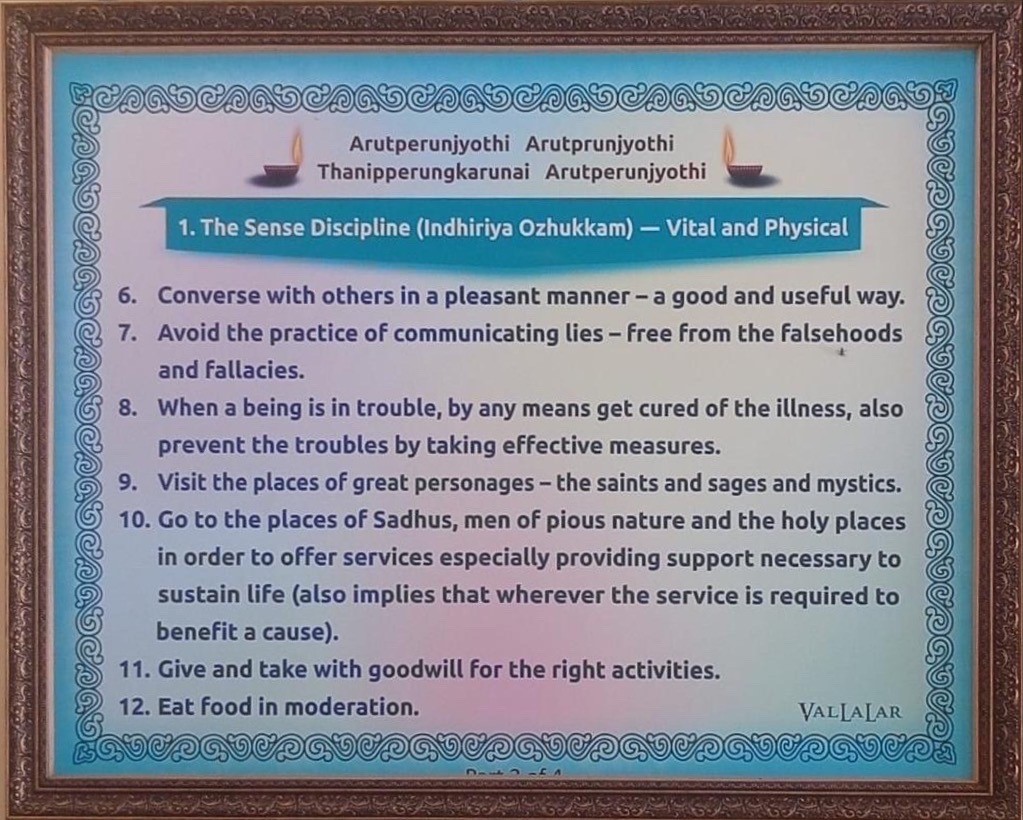 Arutperunjyothi Arutprunjyothi
Thanipperungkarunai Arutperunjyothi
1. The Sense Discipline (Indhiriya Ozhukkam) — Vital and Physical
6. Converse with others in a pleasant manner – a good and useful way.
7. Avoid the practice of communicating lies – free from the falsehoods
and fallacies.
8. When a being is in trouble, by any means get cured of the illness, also
prevent the troubles by taking effective measures.
9. Visit the places of great personages – the saints and sages and mystics.
10. Go to the places of Sadhus, men of pious nature and the holy places
in order to offer services especially providing support necessary to
sustain life (also implies that wherever the service is required to
benefit a cause).
11. Give and take with goodwill for the right activities.
12. Eat food in moderation.
VALLALAR